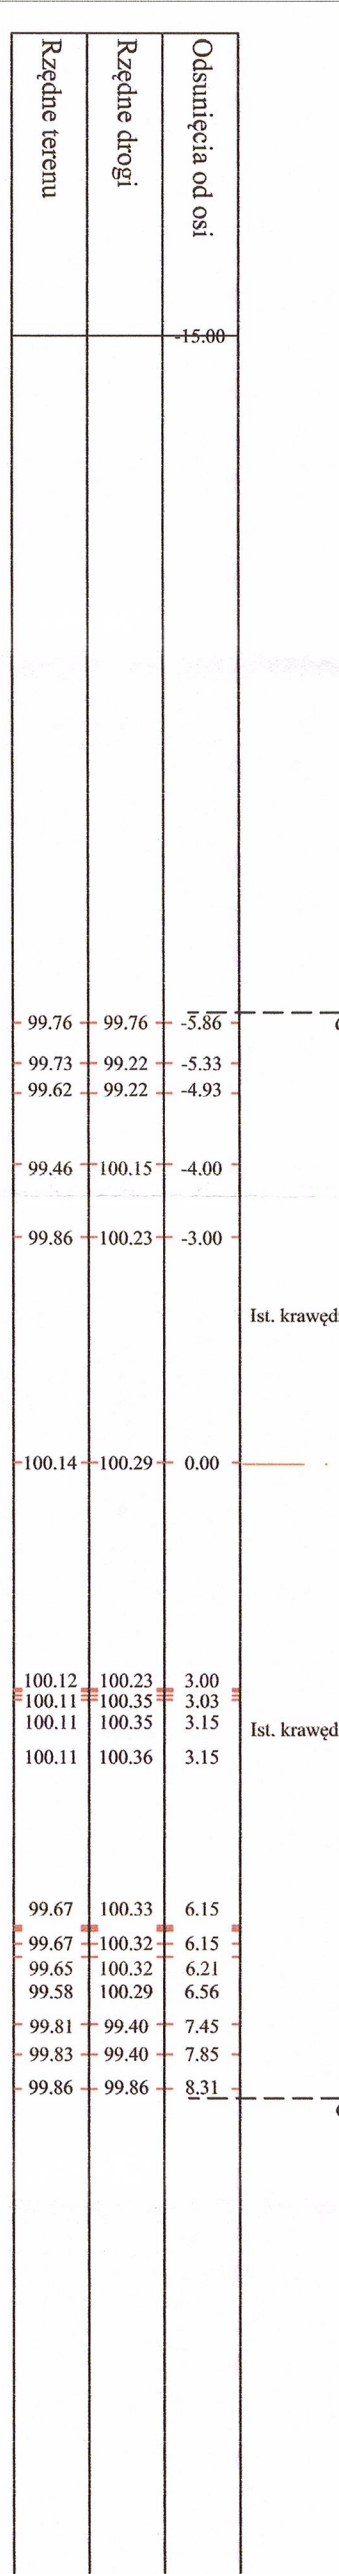 Rzędne terenu Rzędne drogi Odsunięcia od osi
-15.00
99.76 99.76 -5.86
99.73 99.22 -5.33
99.62 99.22 -4.93
99.46 100.15 -4.00
99.86 100.23 -3.00
Ist. krawęd
100.14 100.29 0.00
100.12 100.23 3.00
100.11 100.35 3.03
100.11 100.35 3.15
Ist. krawęd
100.11 100.36 3.15
99.67 100.33 6.15
99.67 100.32 6.15
99.65 100.32 6.21
99.58 100.29 6.56
99.81 99.40 7.45
99.83 99.40 7.85
99.86 99.86 8.31